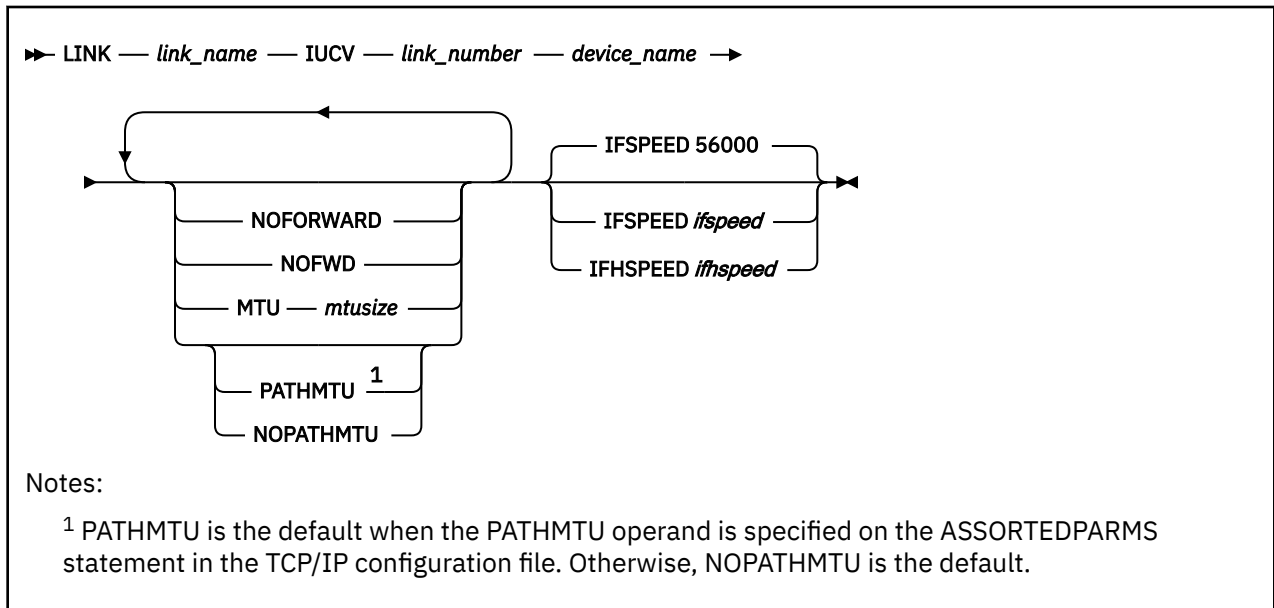 LINK link_name IUCV link_number device_name
IFSPEED 56000
NOFORWARD IFSPEED ifspeed
NOFWD IFHSPEED ifhspeed
MTU mtusize
PATHMTU 1
NOPATHMTU
Notes:
1 PATHMTU is the default when the PATHMTU operand is specified on the ASSORTEDPARMS
statement in the TCP/IP configuration file. Otherwise, NOPATHMTU is the default.